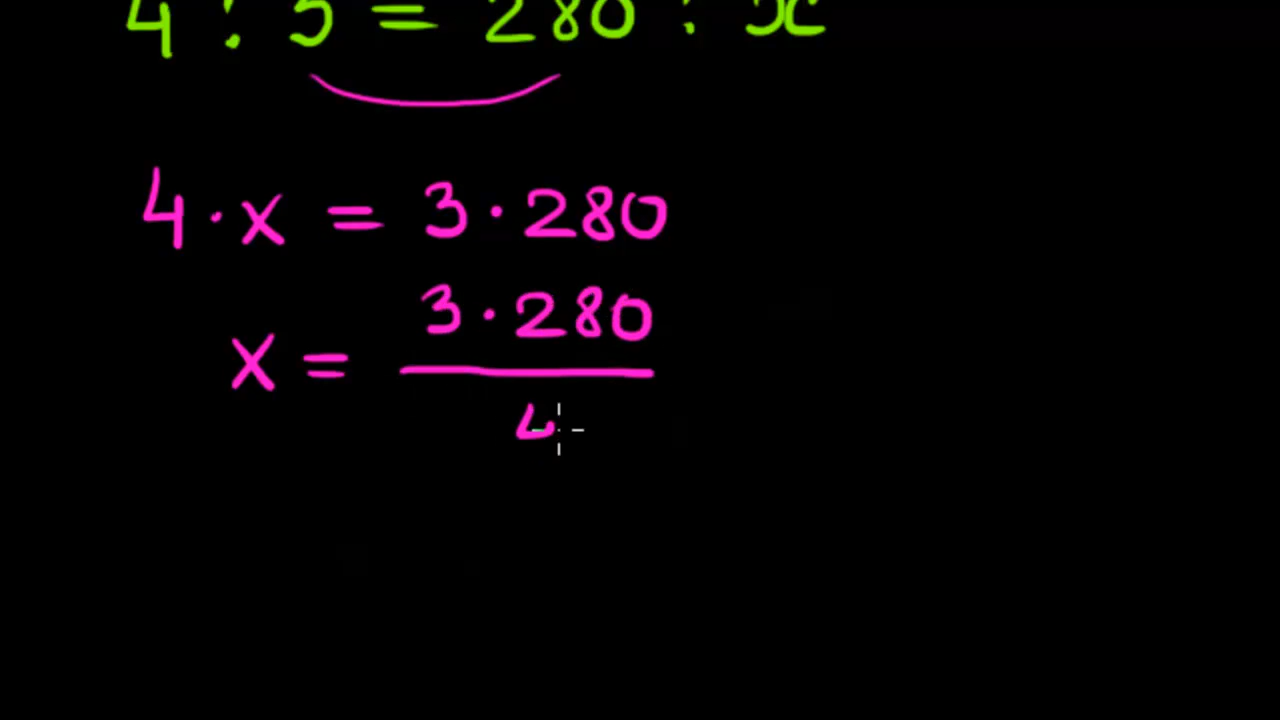 4 : 3 = 280 : x
4 · x = 3 · 280
x = 3 · 280 / 4